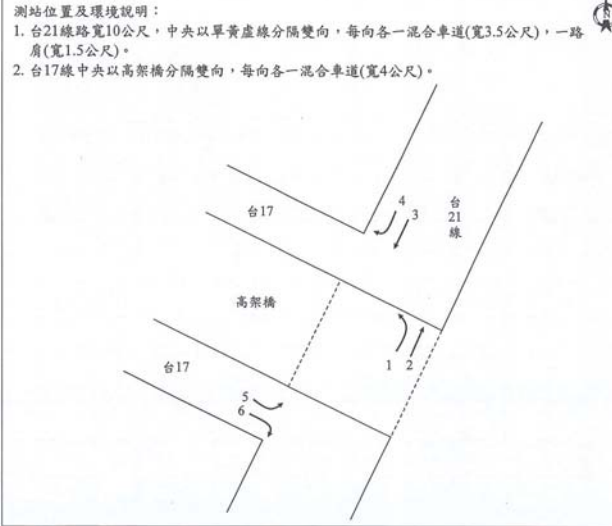 測站位置及環境說明：
1. 台21線路寬10公尺，中央以單黃虛線分隔雙向，每向各一混合車道(寬3.5公尺)，一路
肩(寬1.5公尺)。
2. 台17線中央以高架橋分隔雙向，每向各一混合車道(寬4公尺)。
台17
4
3
台
21
線
高架橋
1 2
台17
5
6